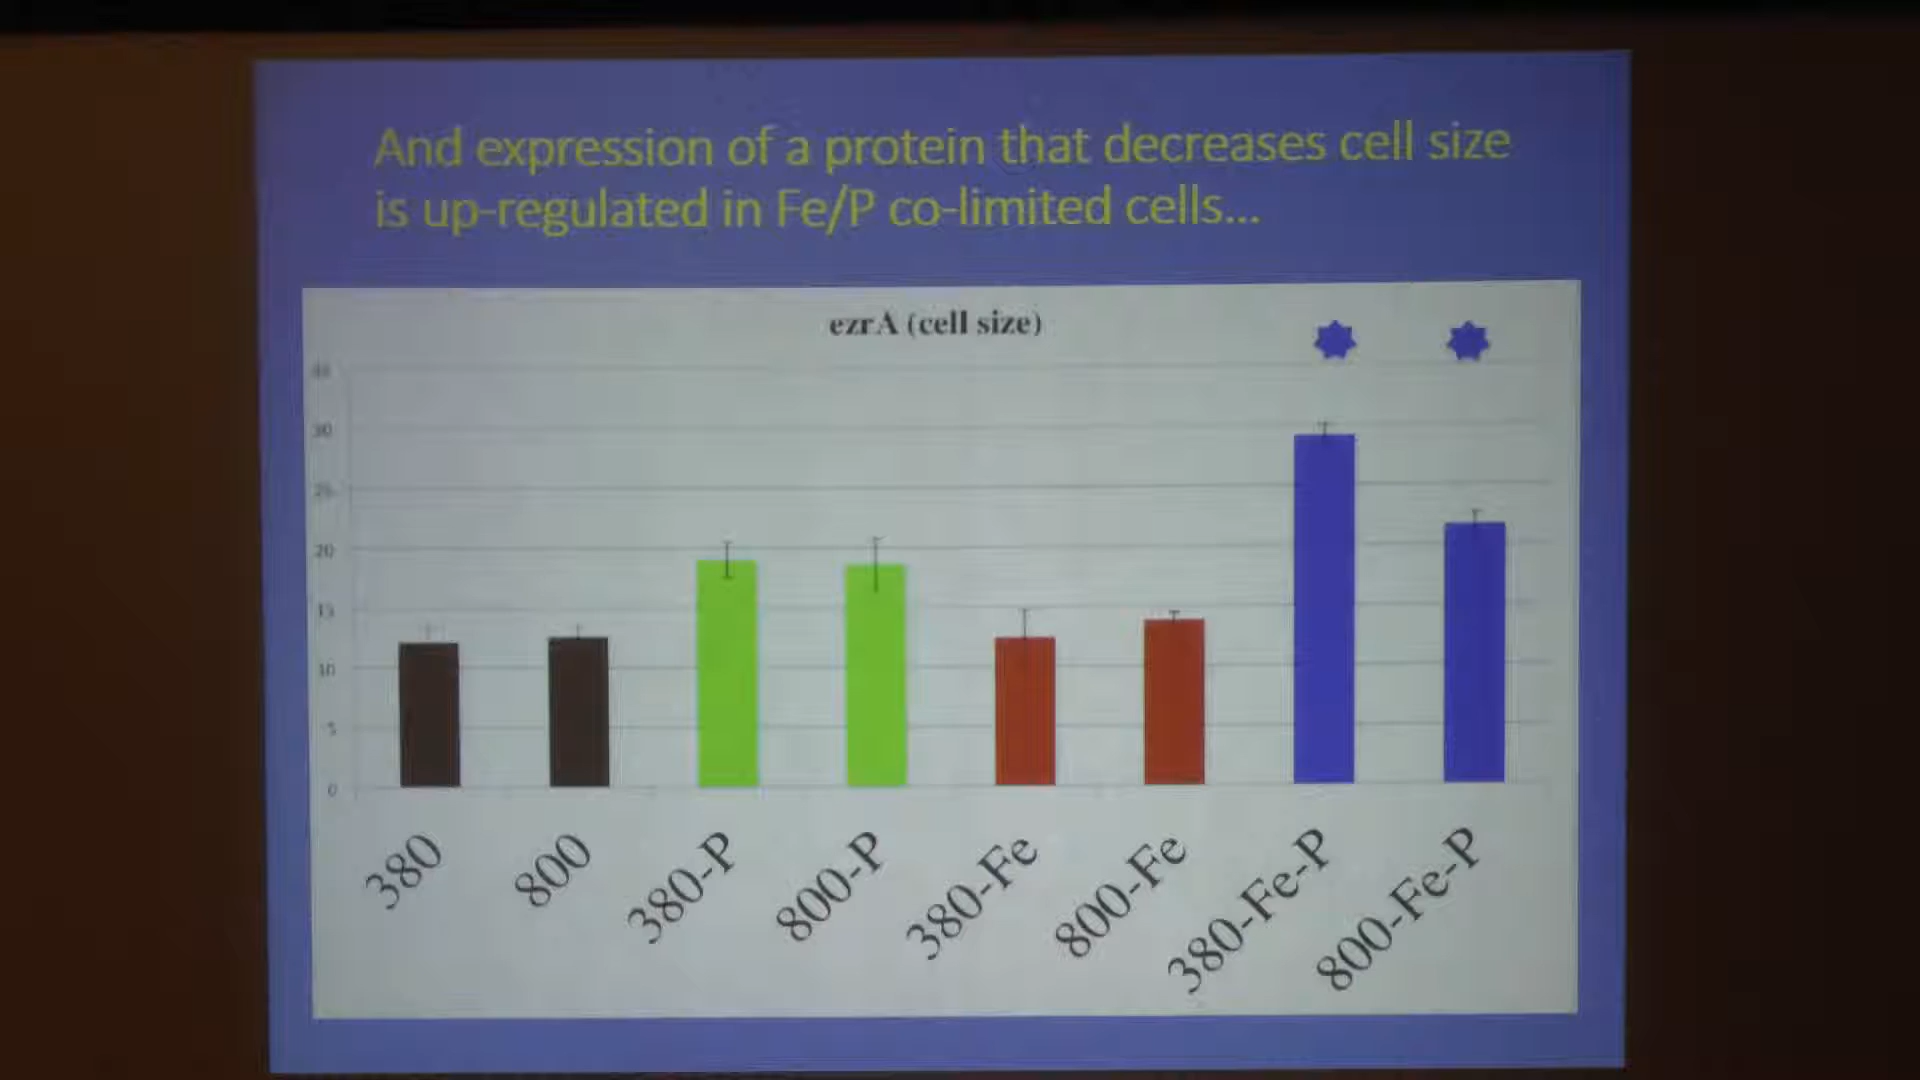 And expression of a protein that decreases cell size
is up-regulated in Fe/P co-limited cells...
ezrA (cell size)
30
25
20
15
10
5
0
380
800
380-P
800-P
380-Fe
800-Fe
380-Fe-P
800-Fe-P